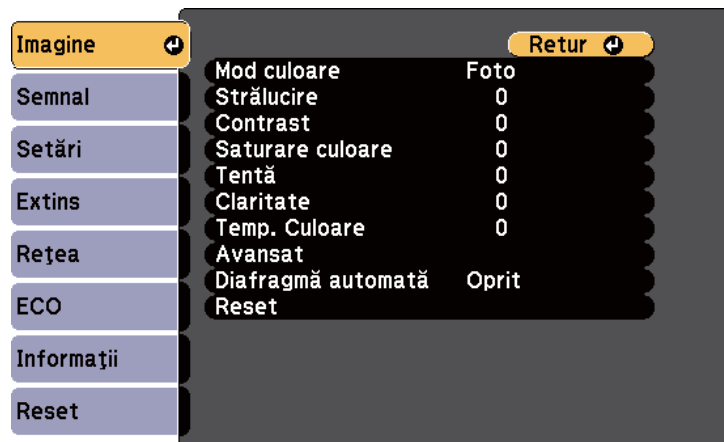 Imagine
Retur
Mod culoare Foto
Semnal
Strălucire 0
Contrast 0
Setări
Saturare culoare 0
Tentă 0
Extins
Claritate 0
Temp. Culoare 0
Reţea
Avansat
Diafragmă automată Oprit
ECO
Reset
Informaţii
Reset